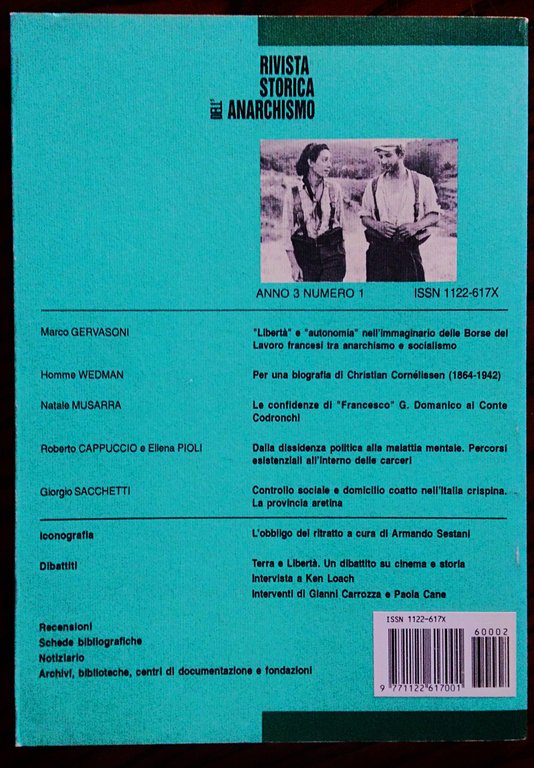 RIVISTA
STORICA
DELL' ANARCHISMO
ANNO 3 NUMERO 1 ISSN 1122-617X
Marco GERVASONI "Libertà" e "autonomia" nell'immaginario delle Borse del
Lavoro francesi tra anarchismo e socialismo
Homme WEDMAN Per una biografia di Christian Cornélissen (1864-1942)
Natale MUSARRA Le confidenze di "Francesco" G. Domanico al Conte
Codronchi
Roberto CAPPUCCIO e Ellena PIOLI Dalla dissidenza politica alla malattia mentale. Percorsi
esistenziali all'interno delle carceri
Giorgio SACCHETTI Controllo sociale e domicilio coatto nell'Italia crispina.
La provincia aretina
Iconografia L'obbligo del ritratto a cura di Armando Sestani
Dibattiti Terra e Libertà. Un dibattito su cinema e storia
Intervista a Ken Loach
Interventi di Gianni Carrozza e Paola Cane
Recensioni
Schede bibliografiche
Notiziario
Archivi, biblioteche, centri di documentazione e fondazioni
ISSN 1122-617X
60002
9 771122 617001